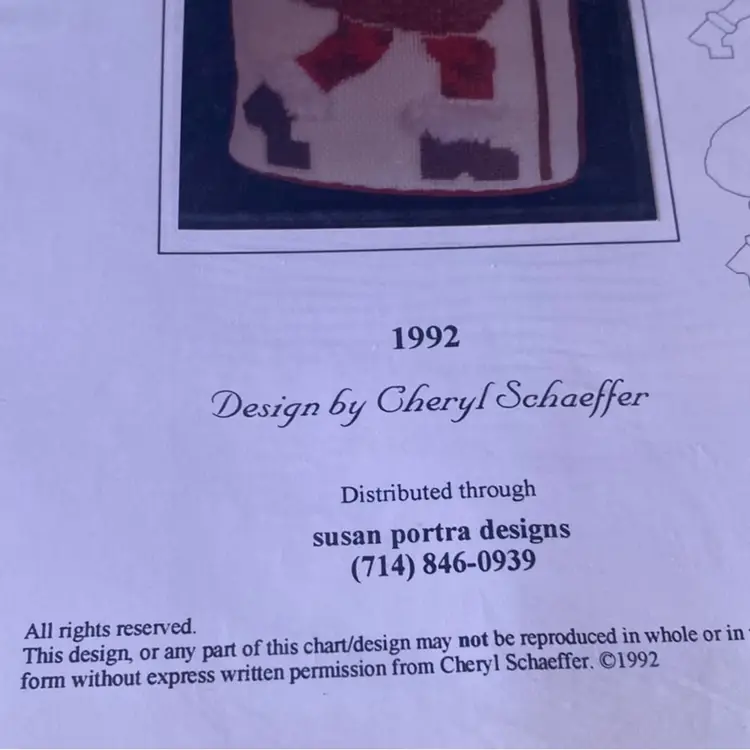 1992
Design by Cheryl Schaeffer
Distributed through
susan portra designs
(714) 846-0939
All rights reserved.
This design, or any part of this chart/design may not be reproduced in whole or in
form without express written permission from Cheryl Schaeffer. ©1992